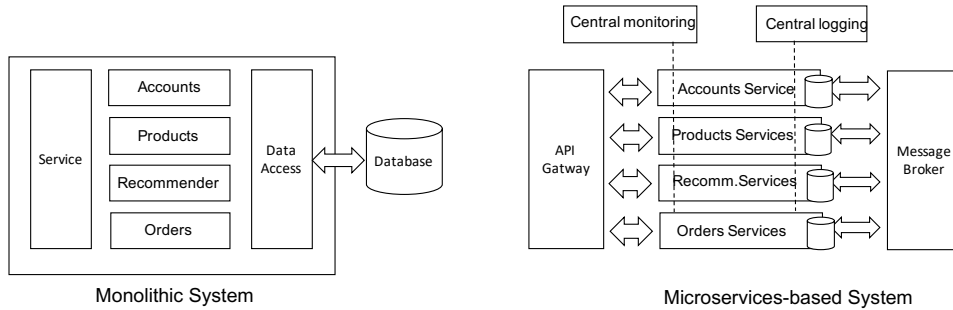 Central monitoring
Central logging
Service
Accounts
Products
Recommender
Orders
Data
Access
Database
API
Gatway
Accounts Service
Products Services
Recomm.Services
Orders Services
Message
Broker
Monolithic System
Microservices-based System